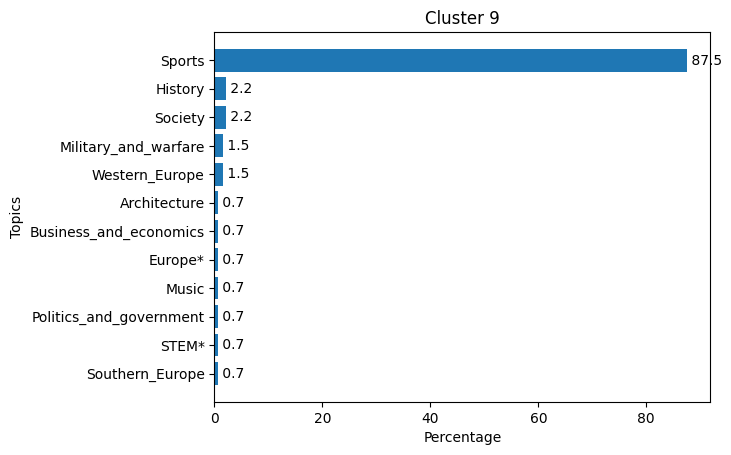 Cluster 9
Topics
Sports 87.5
History 2.2
Society 2.2
Military_and_warfare 1.5
Western_Europe 1.5
Architecture 0.7
Business_and_economics 0.7
Europe* 0.7
Music 0.7
Politics_and_government 0.7
STEM* 0.7
Southern_Europe 0.7
0 20 40 60 80
Percentage